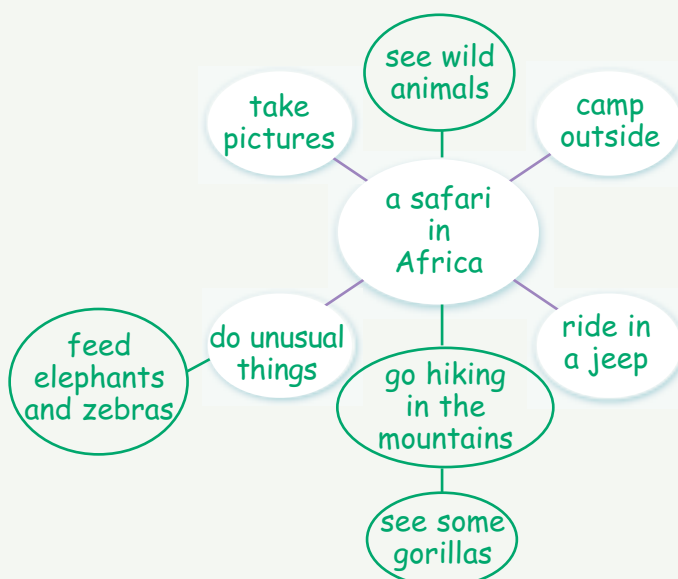 see wild
animals
take
pictures
camp
outside
a safari
in
Africa
feed
elephants
and zebras
do unusual
things
go hiking
in the
mountains
ride in
a jeep
see some
gorillas